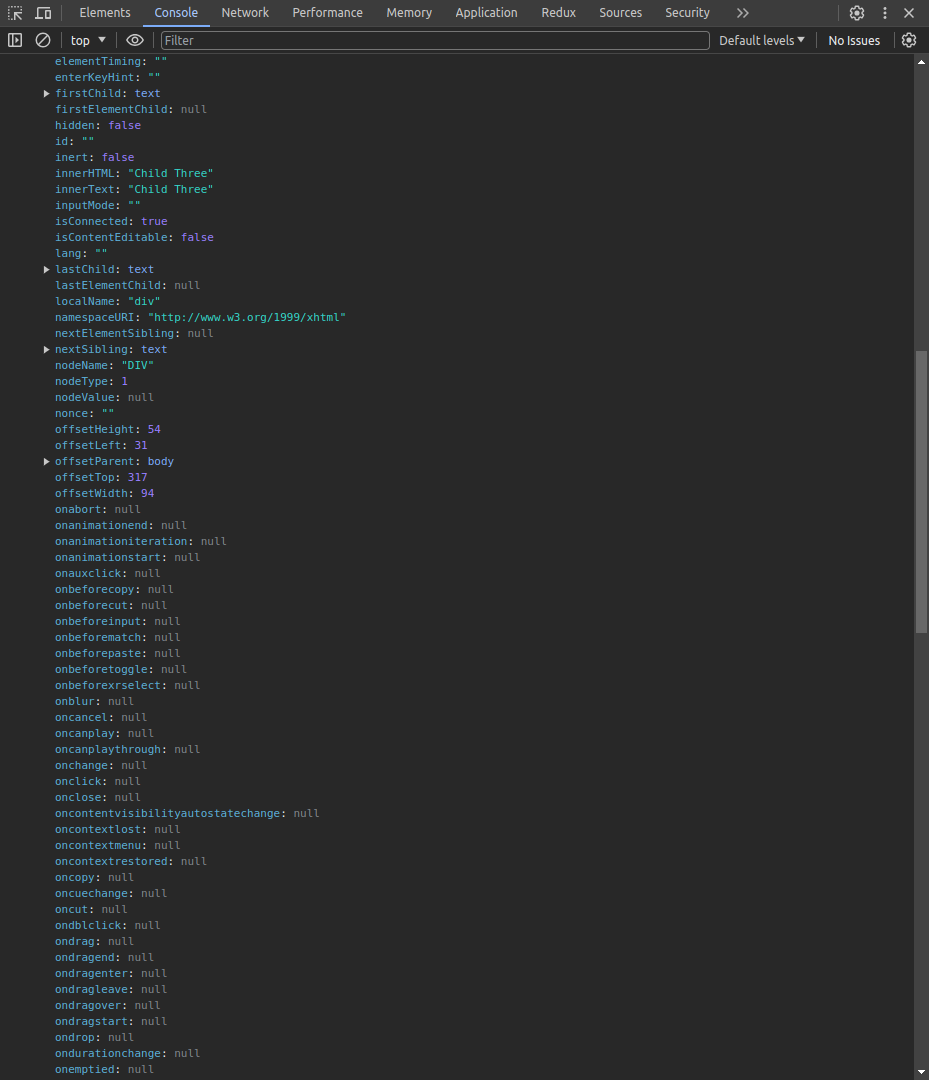 Elements Console Network Performance Memory Application Redux Sources Security
top Filter Default levels No Issues
elementTiming: ""
enterKeyHint: ""
firstChild: text
firstElementChild: null
hidden: false
id: ""
inert: false
innerHTML: "Child Three"
innerText: "Child Three"
inputMode: ""
isConnected: true
isContentEditable: false
lang: ""
lastChild: text
lastElementChild: null
localName: "div"
namespaceURI: "http://www.w3.org/1999/xhtml"
nextElementSibling: null
nextSibling: text
nodeName: "DIV"
nodeType: 1
nodeValue: null
nonce: ""
offsetHeight: 54
offsetLeft: 31
offsetParent: body
offsetTop: 317
offsetWidth: 94
onabort: null
onanimationend: null
onanimationiteration: null
onanimationstart: null
onauxclick: null
onbeforecopy: null
onbeforecut: null
onbeforeinput: null
onbeforematch: null
onbeforepaste: null
onbeforetoggle: null
onbeforexrselect: null
onblur: null
oncancel: null
oncanplay: null
oncanplaythrough: null
onchange: null
onclick: null
onclose: null
oncontentvisibilityautostatechange: null
oncontextlost: null
oncontextmenu: null
oncontextrestored: null
oncopy: null
oncuechange: null
oncut: null
ondblclick: null
ondrag: null
ondragend: null
ondragenter: null
ondragleave: null
ondragover: null
ondragstart: null
ondrop: null
ondurationchange: null
onemptied: null